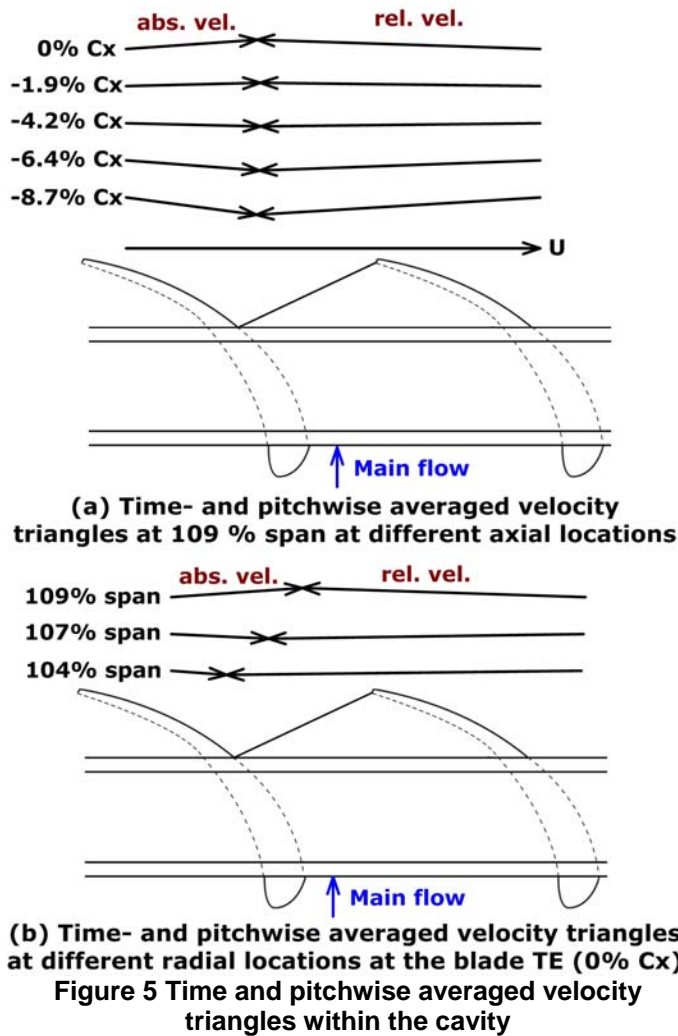 abs. vel. rel. vel.
0% Cx
-1.9% Cx
-4.2% Cx
-6.4% Cx
-8.7% Cx
U
Main flow
(a) Time- and pitchwise averaged velocity
triangles at 109 % span at different axial locations
abs. vel. rel. vel.
109% span
107% span
104% span
Main flow
(b) Time- and pitchwise averaged velocity triangles
at different radial locations at the blade TE (0% Cx)
Figure 5 Time and pitchwise averaged velocity
triangles within the cavity